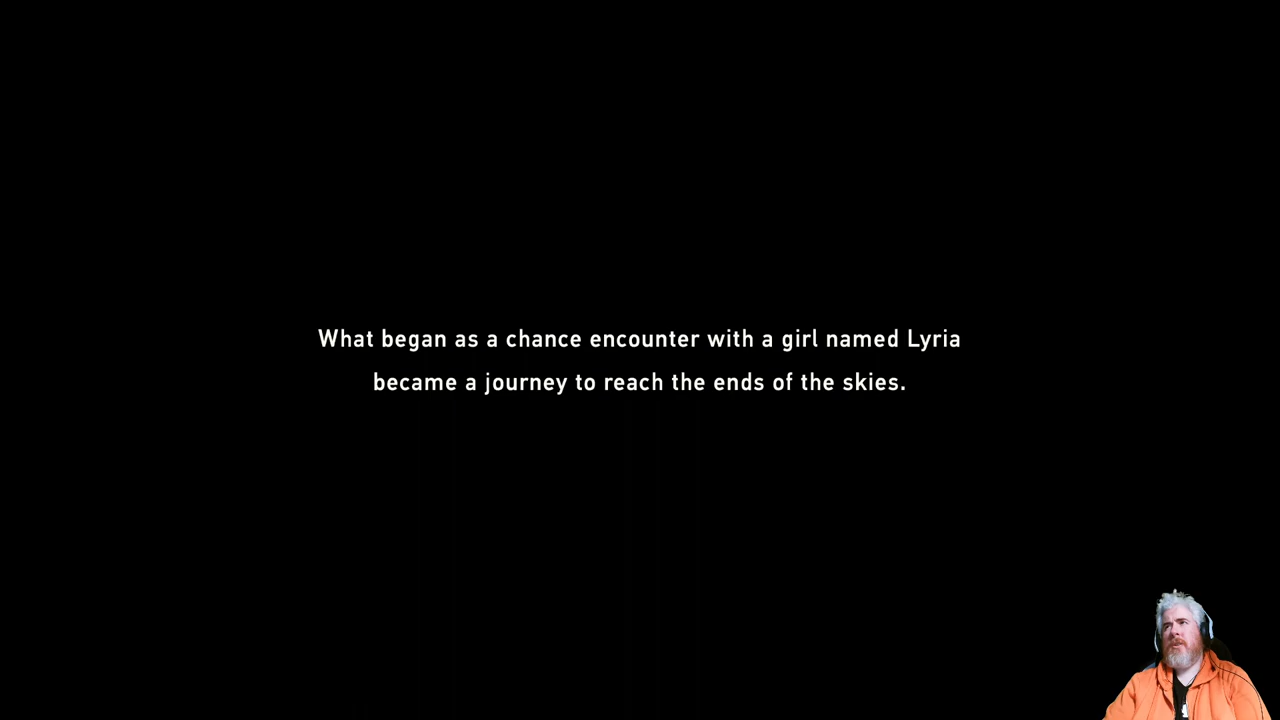 What began as a chance encounter with a girl named Lyria
became a journey to reach the ends of the skies.